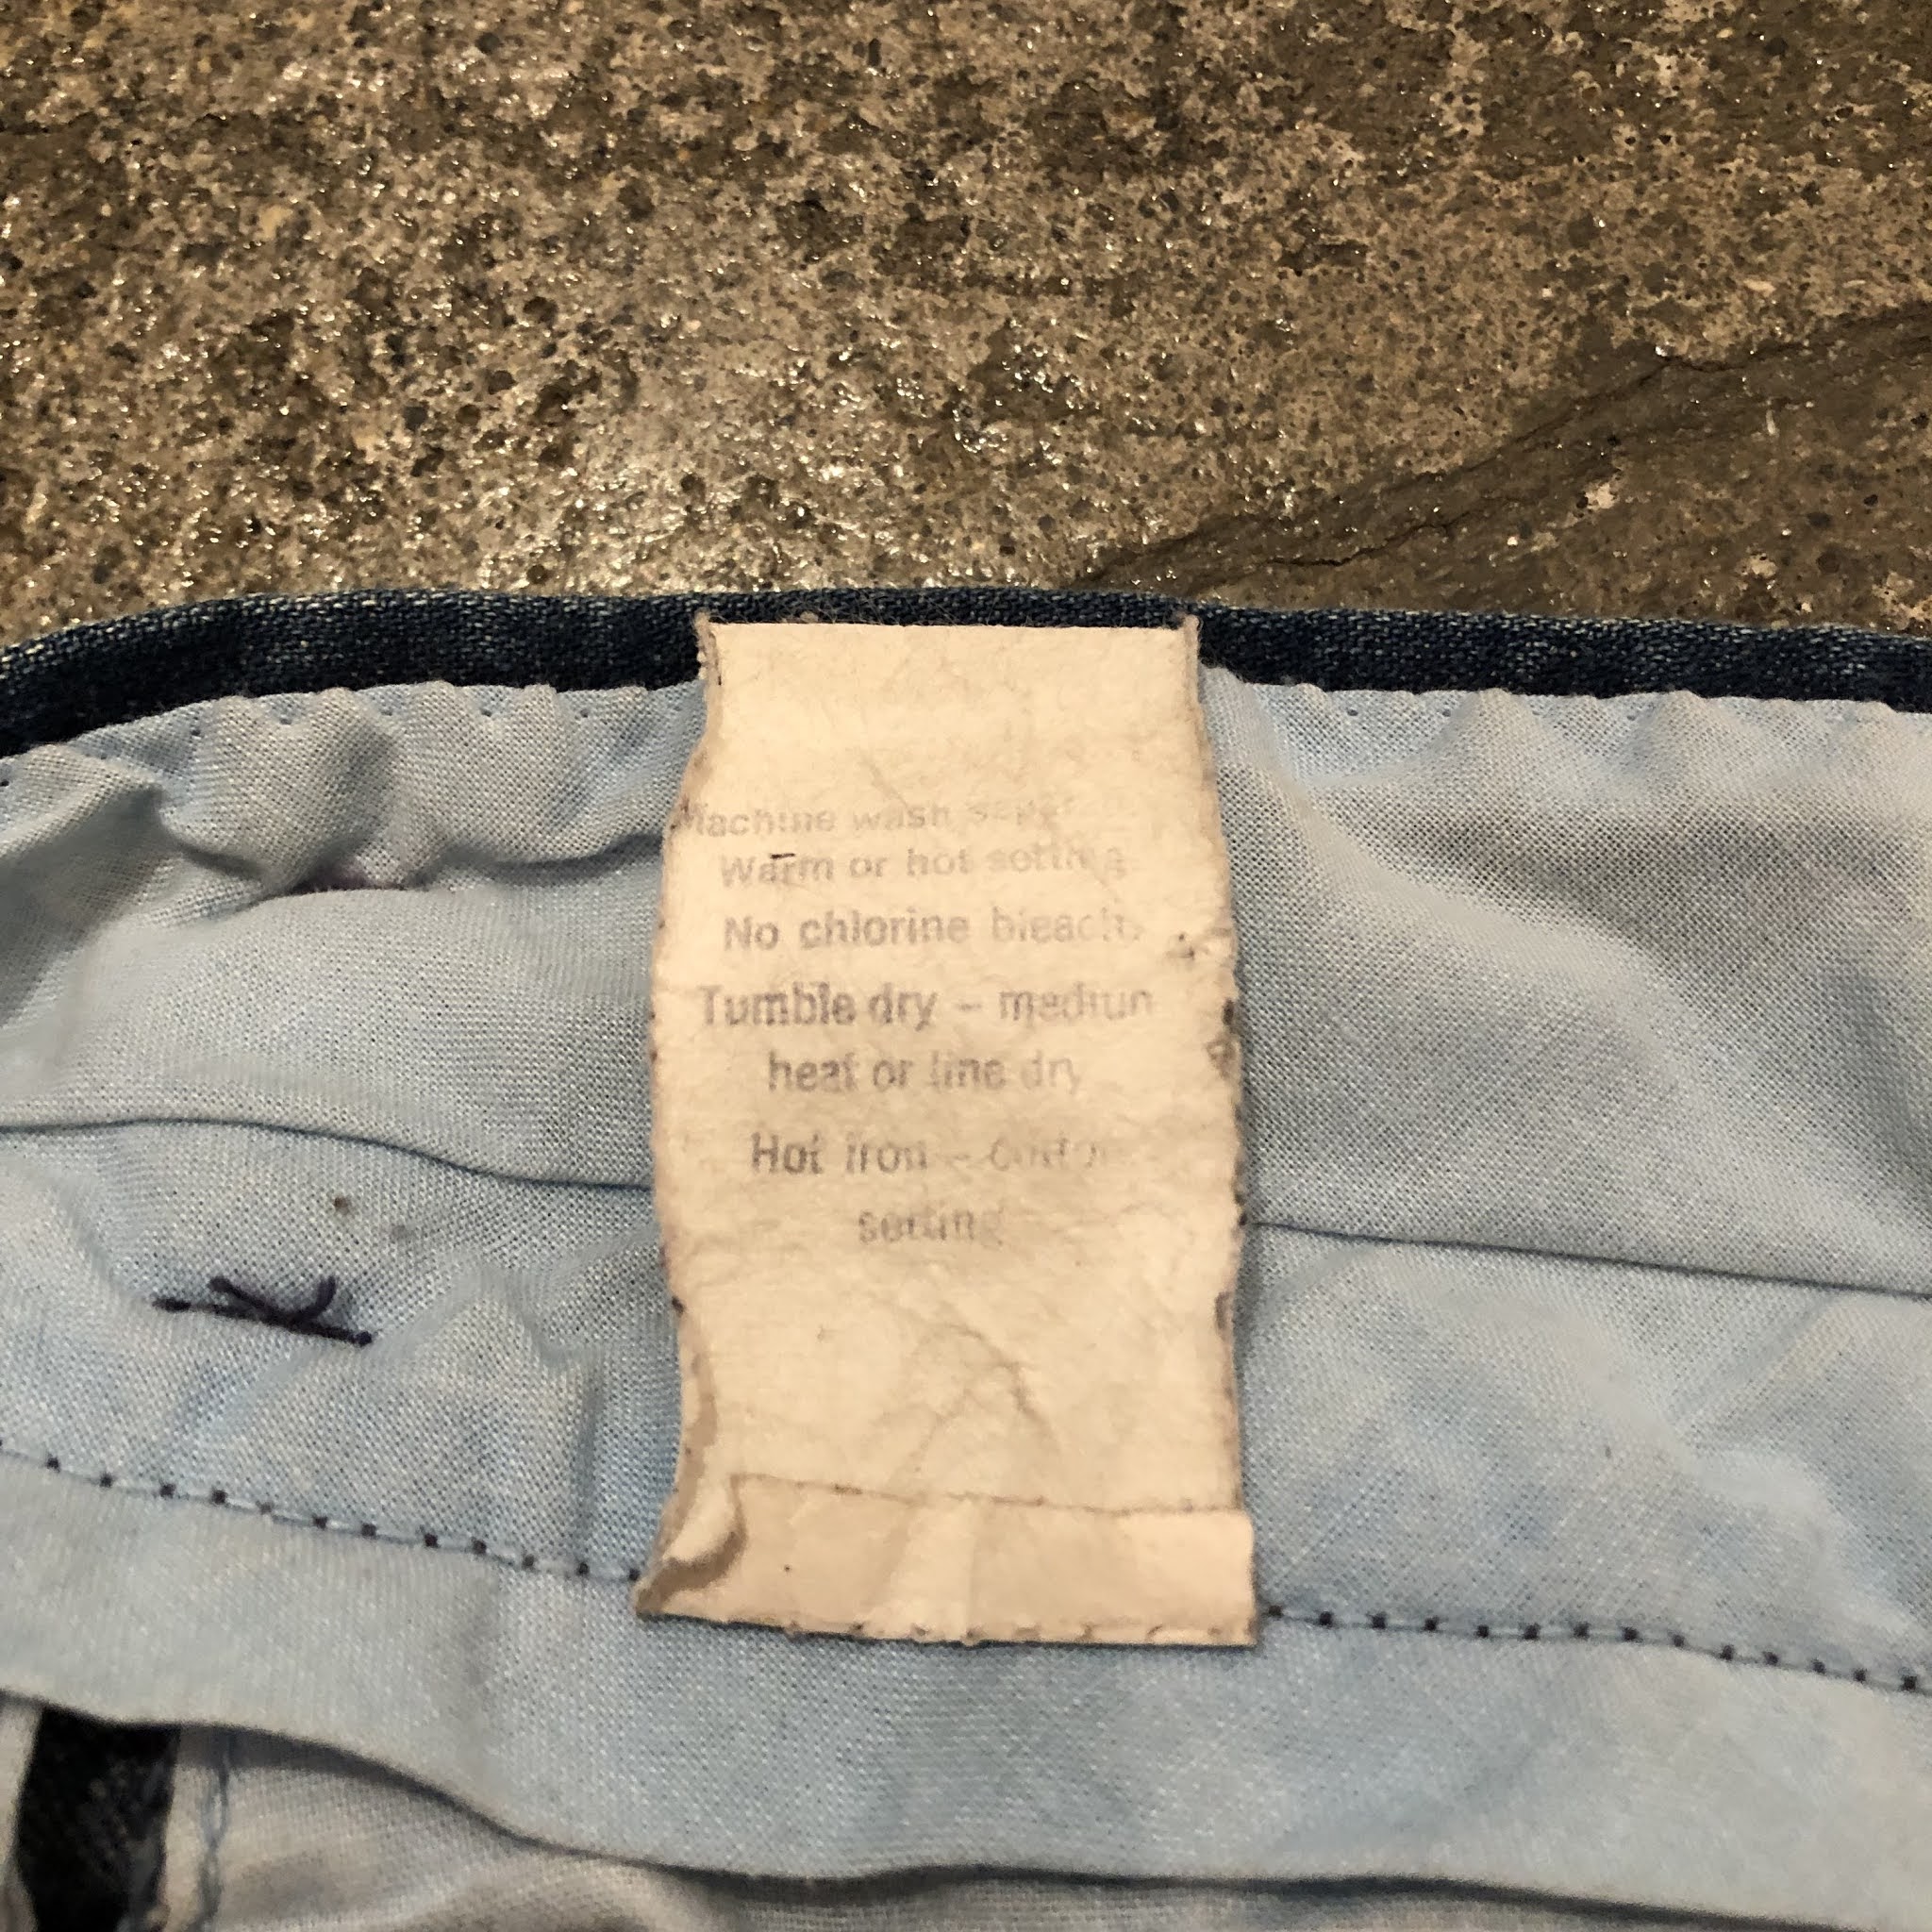 Machine wash
Warm or hot setting.
No chlorine bleach.
Tumble dry – medium
heat or line dry
Hot iron – cotton
setting